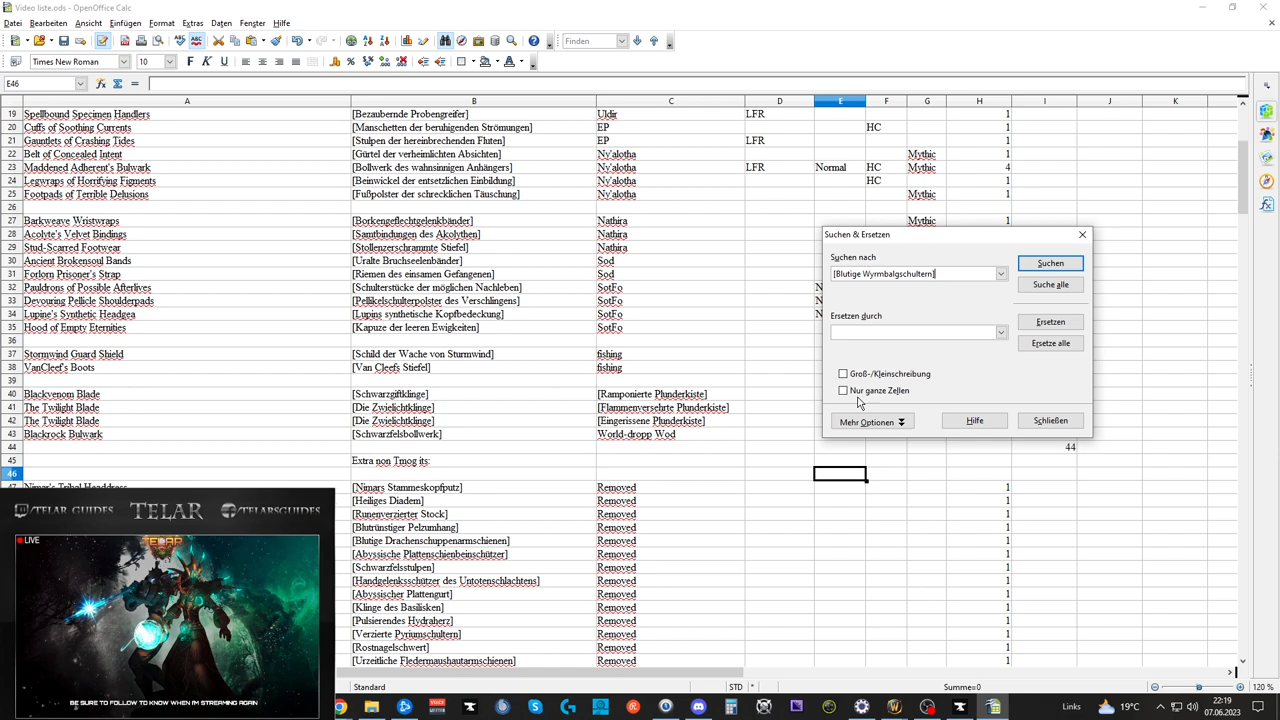 Video liste.ods - OpenOffice Calc
Datei Bearbeiten Ansicht Einfügen Format Extras Daten Fenster Hilfe
Finden
Times New Roman 10
E46
A B C D E F G H I J K
19 Spellbound Specimen Handlers [Bezaubernde Probengreifer] Uldir LFR 1
20 Cuffs of Soothing Currents [Manschetten der beruhigenden Strömungen] EP HC 1
21 Gauntlets of Crashing Tides [Stulpen der hereinbrechenden Fluten] EP LFR 1
22 Belt of Concealed Intent [Gürtel der verheimlichten Absichten] Ny'alotha Mythic 1
23 Maddened Adherent's Bulwark [Bollwerk des wahnsinnigen Anhängers] Ny'alotha LFR Normal HC Mythic 4
24 Legwraps of Horrifying Figments [Beinwickel der entsetzlichen Einbildung] Ny'alotha HC 1
25 Footpads of Terrible Delusions [Fußpolster der schrecklichen Täuschung] Ny'alotha Mythic 1
26
27 Barkweave Wristwraps [Borkengeflechtgelenkbänder] Nathira Mythic 1
28 Acolyte's Velvet Bindings [Samtbindungen des Akolythen] Nathira
29 Stud-Scarred Footwear [Stollenzerschrammte Stiefel] Nathira
30 Ancient Brokensoul Bands [Uralte Bruchseelenbänder] Sod
31 Forlorn Prisoner's Strap [Riemen des einsamen Gefangenen] Sod
32 Pauldrons of Possible Afterlives [Schulterstücke der möglichen Nachleben] SotFo
33 Devouring Pellicle Shoulderpads [Pellikelschulterpolster des Verschlingens] SotFo
34 Lupine's Synthetic Headgea [Lupins synthetische Kopfbedeckung] SotFo
35 Hood of Empty Eternities [Kapuze der leeren Ewigkeiten] SotFo
36
37 Stormwind Guard Shield [Schild der Wache von Sturmwind] fishing
38 VanCleef's Boots [Van Cleefs Stiefel] fishing
39
40 Blackvenom Blade [Schwarzgiftklinge] [Ramponierte Plunderkiste]
41 The Twilight Blade [Die Zwielichtklinge] [Flammenversehrte Plunderkiste]
42 The Twilight Blade [Die Zwielichtklinge] [Eingerissene Plunderkiste]
43 Blackrock Bulwark [Schwarzfelsbollwerk] World-dropp Wod
44 44
45 Extra non Tmog its:
46
47 Nimar's Tribal Headdress [Nimars Stammeskopfputz] Removed 1
[Heiliges Diadem] Removed 1
[Runenverzierter Stock] Removed 1
[Blutrünstiger Pelzumhang] Removed 1
[Blutige Drachenschuppenarmschienen] Removed 1
[Abyssische Plattenschienbeinschützer] Removed 1
[Schwarzfelsstulpen] Removed 1
[Handgelenksschützer des Untotenschlachtens] Removed 1
[Abyssischer Plattengurt] Removed 1
[Klinge des Basilisken] Removed 1
[Pulsierendes Hydraherz] Removed 1
[Verzierte Pyriumschultern] Removed 1
[Rostnagelschwert] Removed 1
[Urzeitliche Fledermaushautarmschienen] Removed 1
Suchen & Ersetzen
Suchen nach
[Blutige Wyrmbalgschultern]
Suchen
Suche alle
Ersetzen durch
Ersetzen
Ersetze alle
Groß-/Kleinschreibung
Nur ganze Zellen
Mehr Optionen
Hilfe
Schließen
/TELAR GUIDES TELAR /TELARSGUIDES
LIVE
TELAR
BE SURE TO FOLLOW TO KNOW WHEN I'M STREAMING AGAIN
Standard STD * Summe=0 120 %
Links 19°C 22:19
07.06.2023